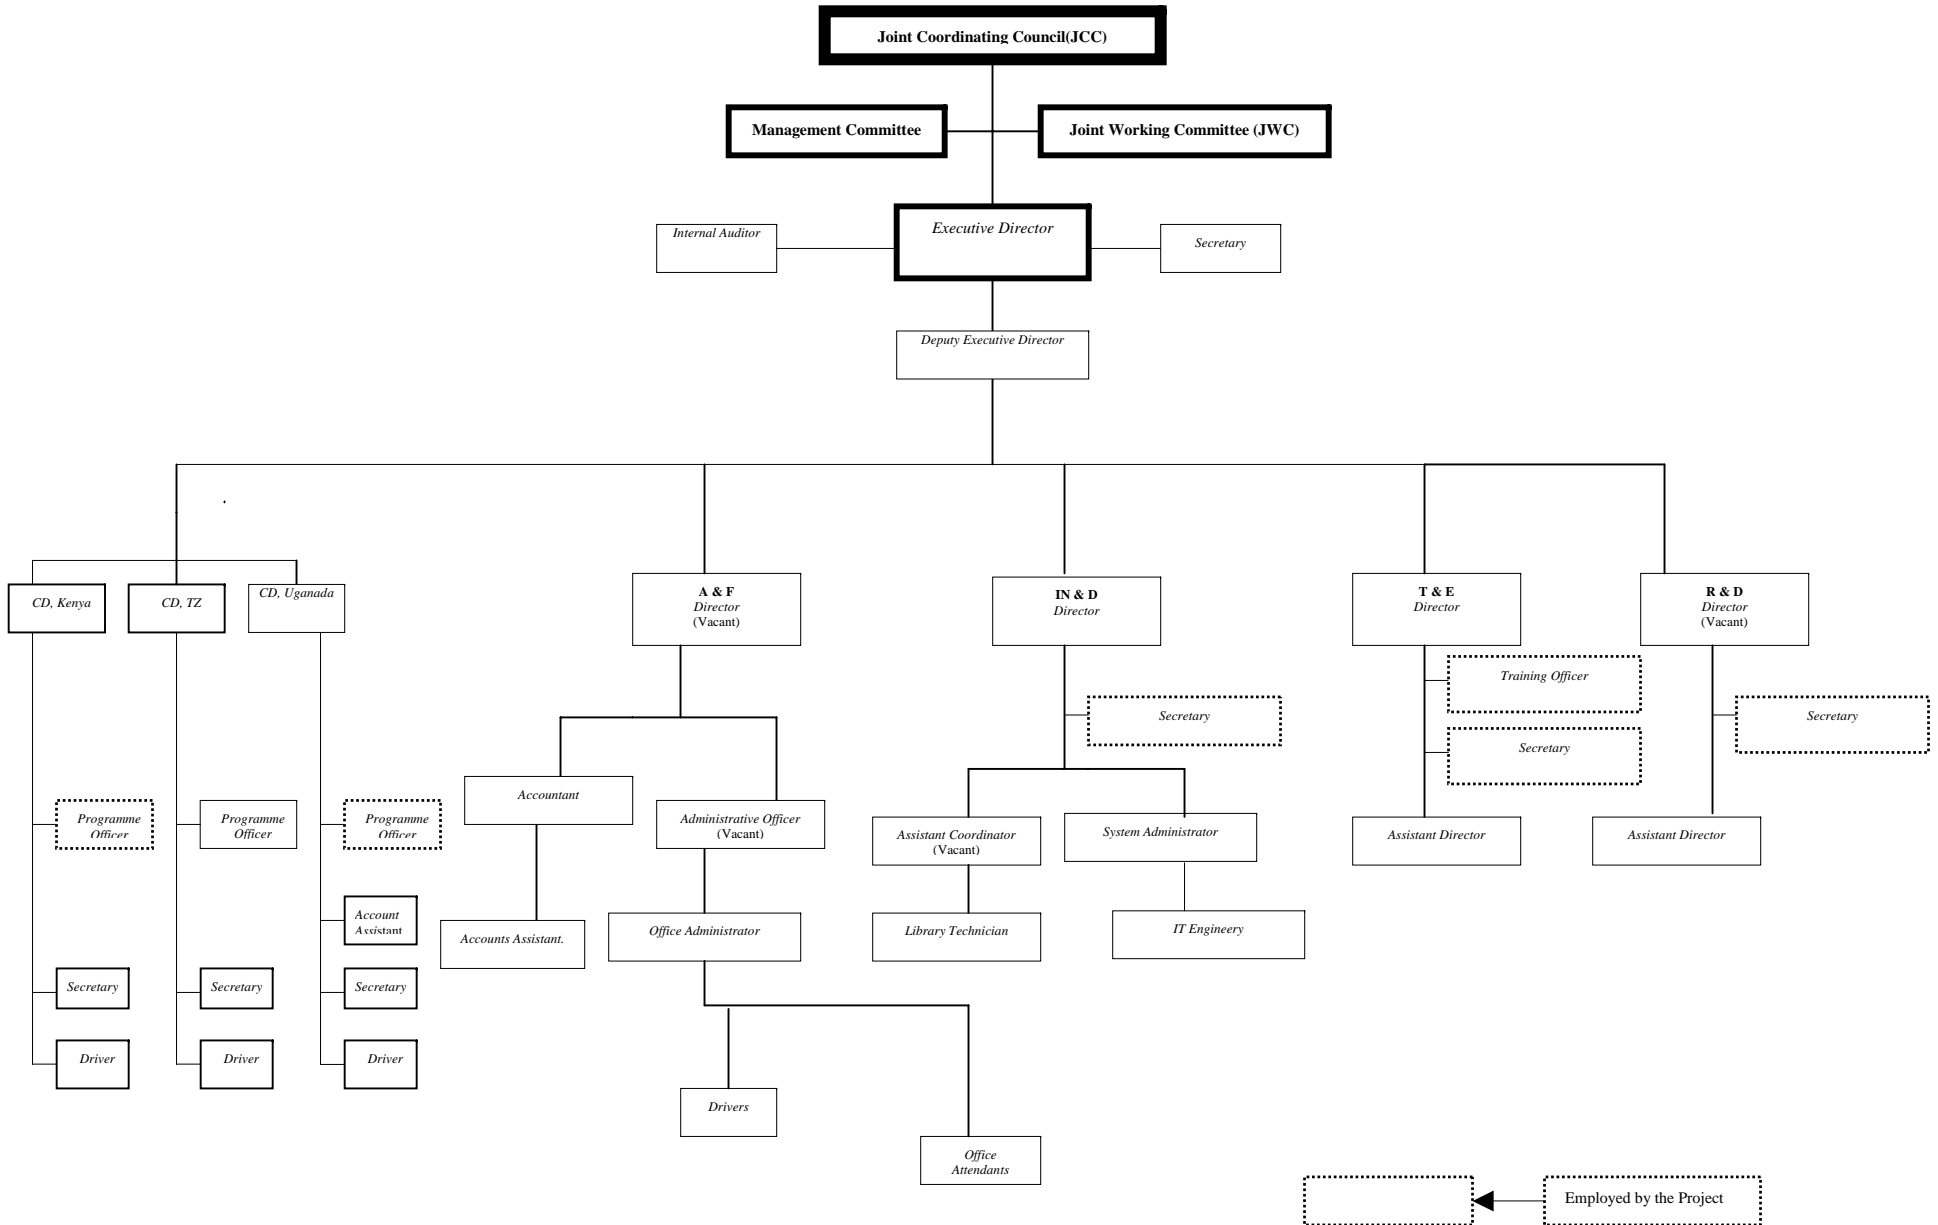 Joint Coordinating Council(JCC)
Management Committee
Joint Working Committee (JWC)
Internal Auditor
Executive Director
Secretary
Deputy Executive Director
CD, Kenya
CD, TZ
CD, Uganada
A & F
Director
(Vacant)
IN & D
Director
T & E
Director
R & D
Director
(Vacant)
Training Officer
Secretary
Secretary
Secretary
Programme
Officer
Programme
Officer
Programme
Officer
Accountant
Administrative Officer
(Vacant)
Assistant Coordinator
(Vacant)
System Administrator
Assistant Director
Assistant Director
Account
Assistant
Accounts Assistant.
Office Administrator
Library Technician
IT Engineery
Secretary
Secretary
Secretary
Driver
Driver
Driver
Drivers
Office
Attendants
Employed by the Project